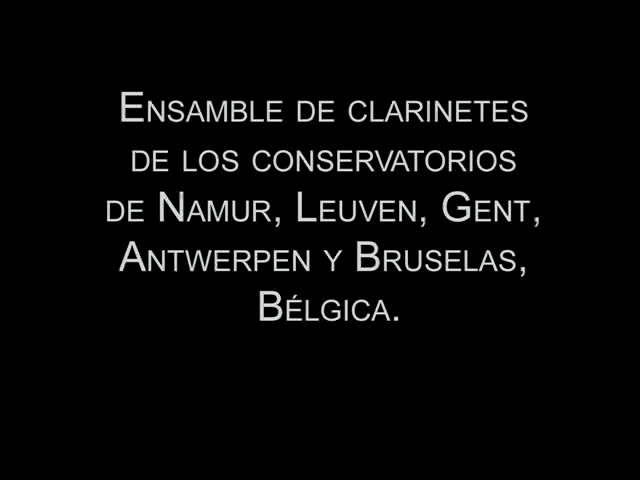 Ensamble de clarinetes
de los conservatorios
de Namur, Leuven, Gent,
Antwerpen y Bruselas,
Bélgica.